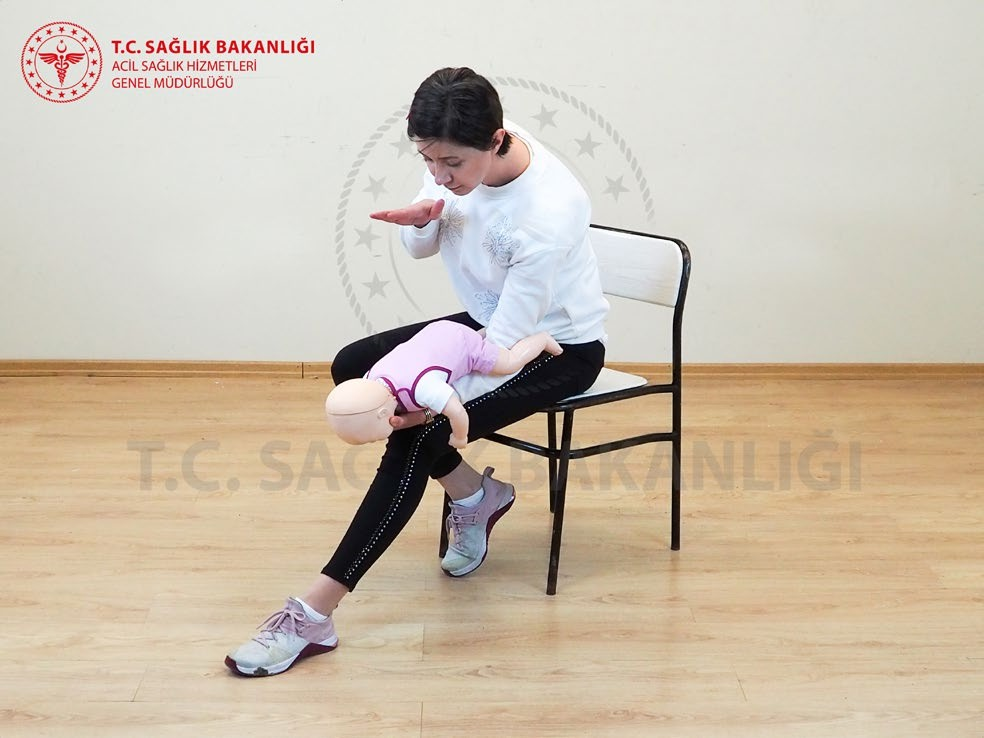 T.C. SAĞLIK BAKANLIĞI
ACİL SAĞLIK HİZMETLERİ
GENEL MÜDÜRLÜĞÜ
T.C. SAĞLIK BAKANLIĞI